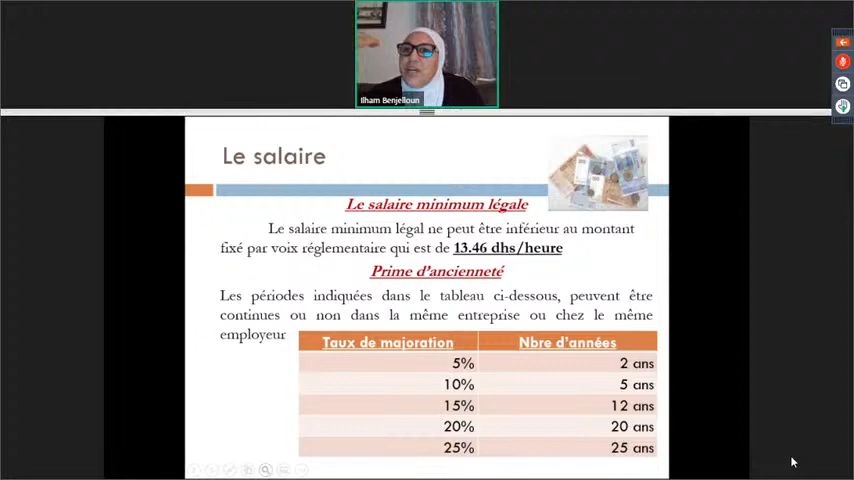 Ilham Benjelloun
Le salaire
Le salaire minimum légale
Le salaire minimum légal ne peut être inférieur au montant
fixé par voix réglementaire qui est de 13.46 dhs/heure
Prime d'ancienneté
Les périodes indiquées dans le tableau ci-dessous, peuvent être
continues ou non dans la même entreprise ou chez le même
employeur
Taux de majoration Nbre d'années
5% 2 ans
10% 5 ans
15% 12 ans
20% 20 ans
25% 25 ans